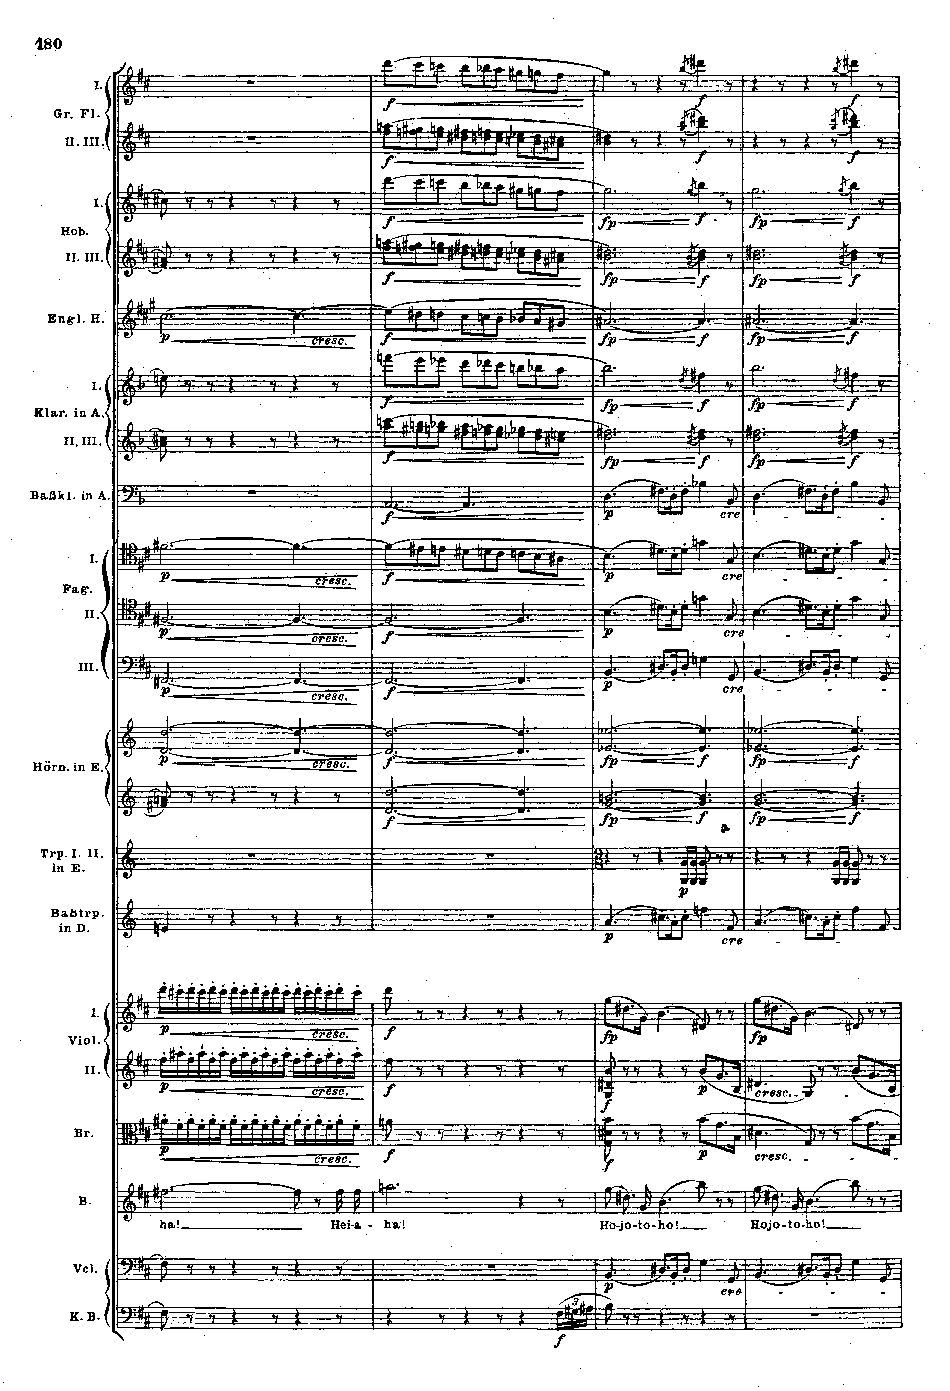 180
I.
Gr. Fl.
II. III.
f
f
f
f
I.
Hob.
II. III.
f
fp
f
fp
f
f
fp
f
fp
f
Engl. H.
p
cresc.
f
fp
f
fp
f
I.
Klar. in A.
II. III.
f
fp
f
fp
f
f
fp
f
fp
f
Baßkl. in A.
f
p
cre
I.
Fag.
II.
III.
p
cresc.
f
p
cre
p
cresc.
f
p
cre
p
cresc.
f
p
cre
Hörn. in E.
p
cresc.
f
fp
f
fp
f
f
fp
f
fp
f
Trp. I. II.
in E.
p
Baßtrp.
in D.
p
cre
I.
Viol.
II.
p
cresc.
f
fp
fp
p
cresc.
f
f
p
cresc.
Br.
p
cresc.
f
f
p
cresc.
B.
ha! Hei-a - ha! Ho-jo-to-ho! Hojo-to-ho!
Vcl.
p
cre
K. B.
3
f